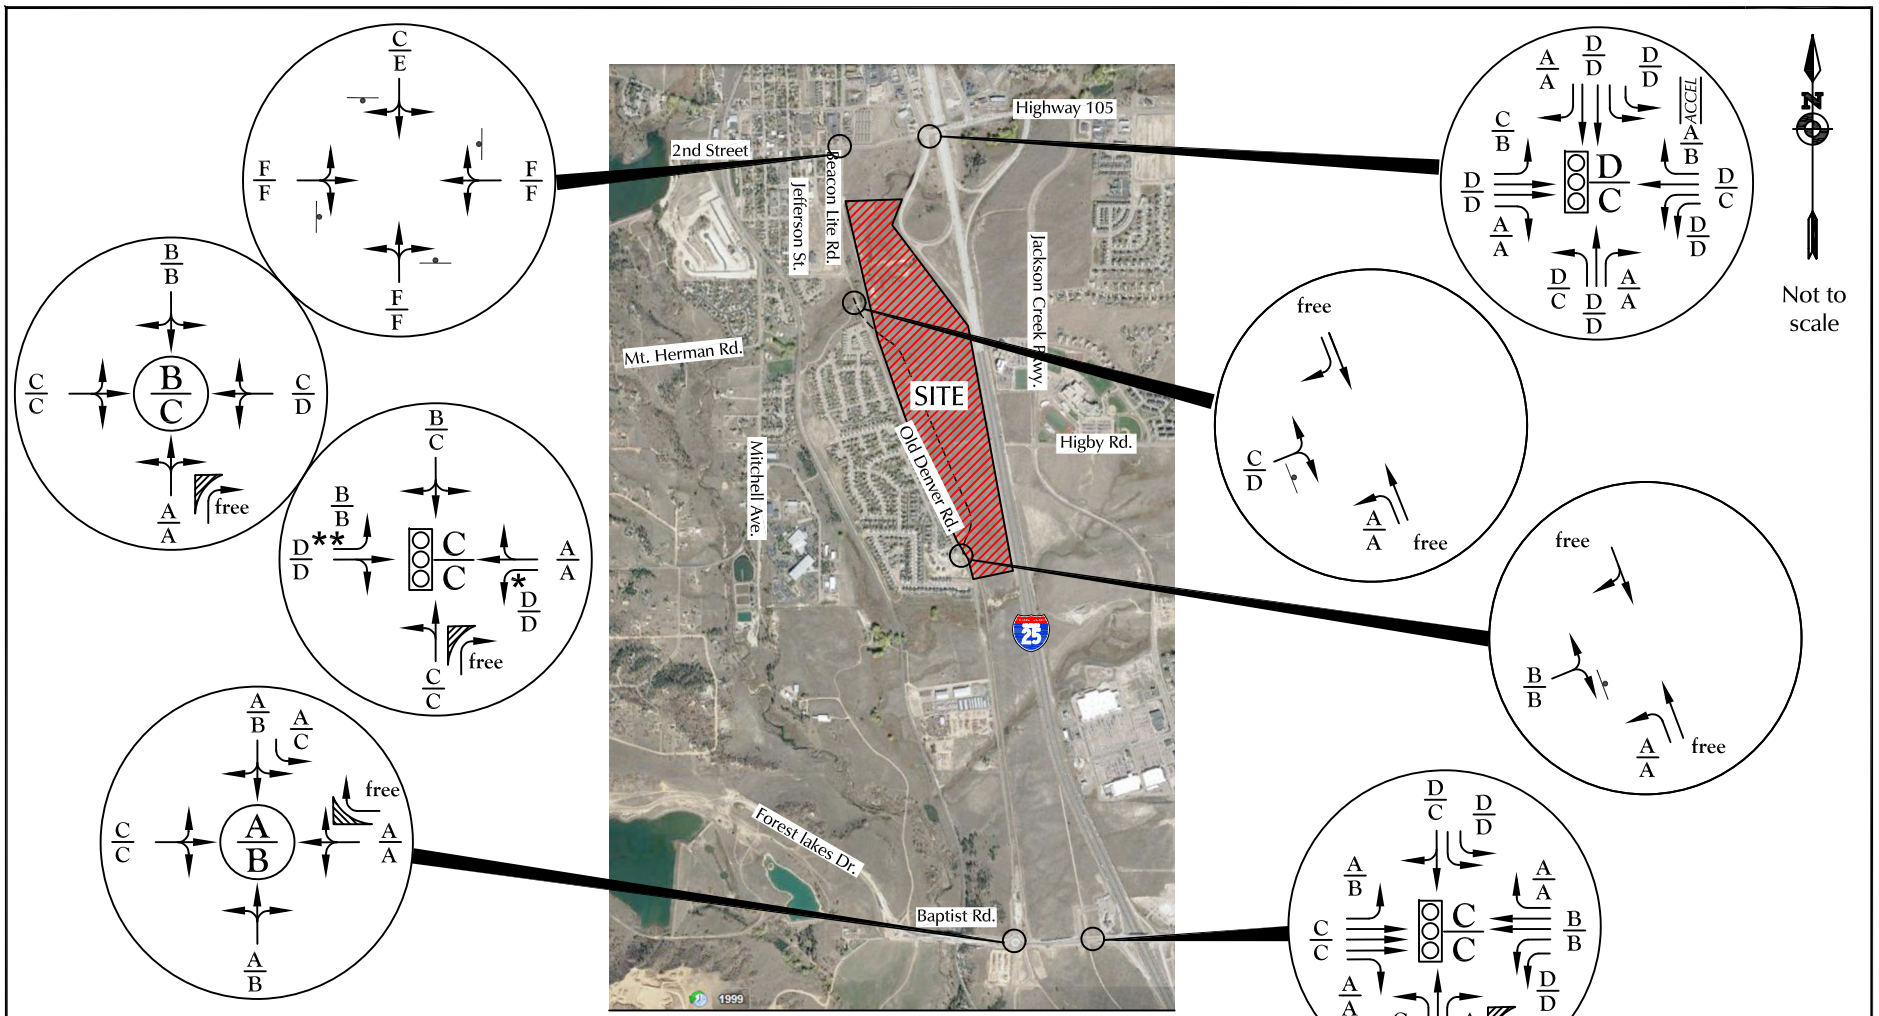 C
E
F
F
F
F
F
F
B
B
C
C
B
C
C
D
A
A
free
B
C
B
B
D**
D
C
C
A
A
*
D
D
C
C
free
A
B
A
C
free
C
C
A
B
A
A
A
B
Highway 105
2nd Street
Beacon Lite Rd.
Jefferson St.
Jackson Creek Pkwy.
Mt. Herman Rd.
SITE
Higby Rd.
Old Denver Rd.
Mitchell Ave.
25
Forest lakes Dr.
Baptist Rd.
1999
A
A
D
D
D
D
ACCEL
C
B
A
B
D
D
D
C
D
C
A
A
D
D
D
C
D
D
A
A
N
Not to
scale
free
C
D
A
A
free
free
B
B
A
A
free
D
C
D
D
A
B
A
A
C
C
C
C
B
B
A
A
D
D